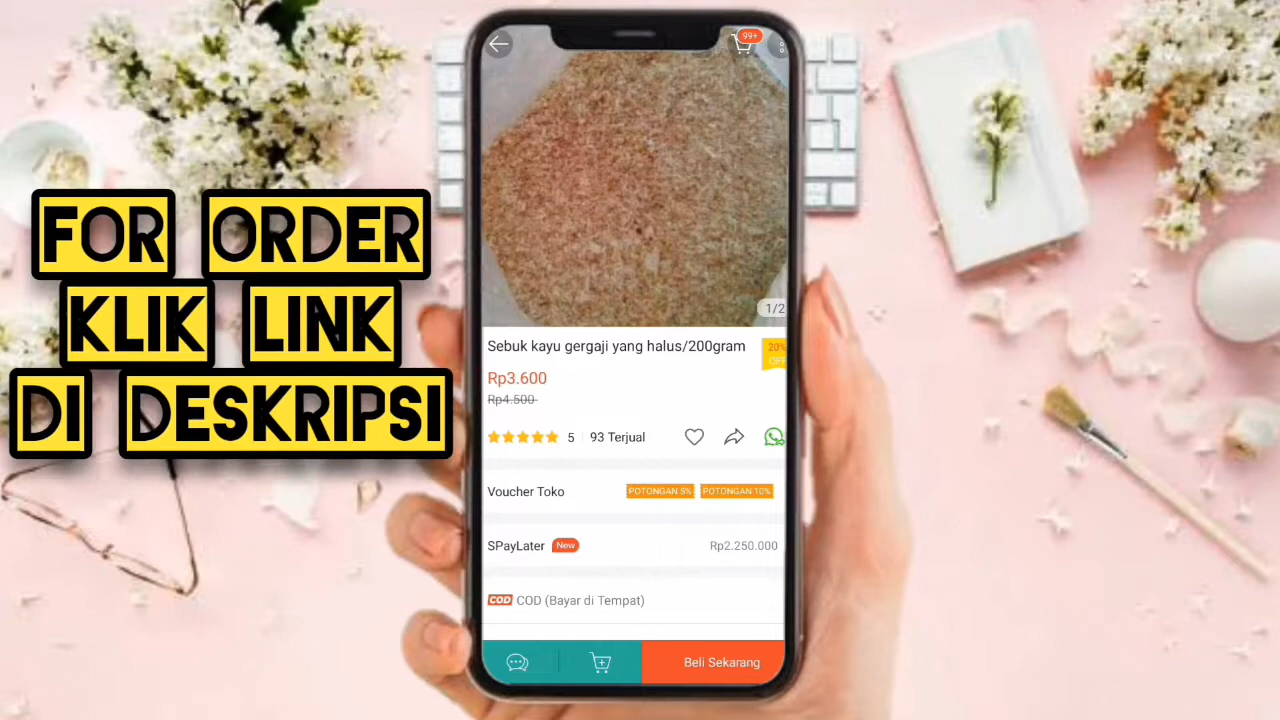 FOR ORDER
KLIK LINK
DI DESKRIPSI
99+
1/2
Sebuk kayu gergaji yang halus/200gram
20%
OFF
Rp3.600
Rp4.500
5 93 Terjual
Voucher Toko POTONGAN 5% POTONGAN 10%
SPayLater New Rp2.250.000
COD COD (Bayar di Tempat)
Beli Sekarang